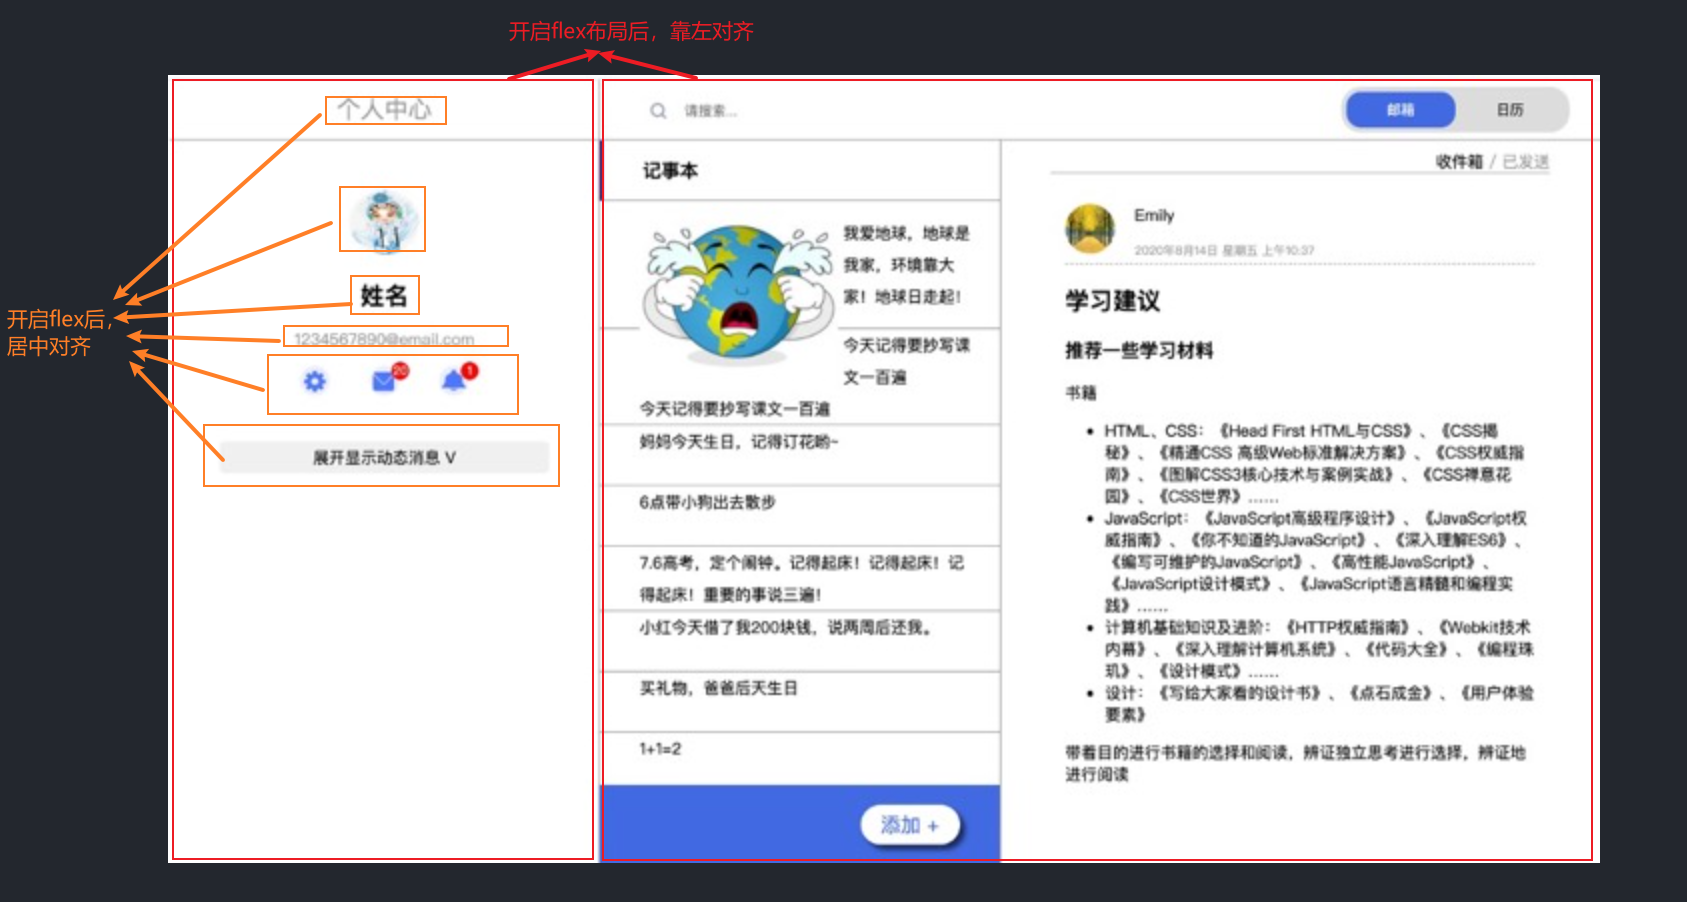 开启flex布局后，靠左对齐
个人中心
请搜索...
邮箱
日历
开启flex后，
居中对齐
姓名
1234567890@email.com
20
1
展开显示动态消息 V
记事本
我爱地球，地球是
我家，环境靠大
家！地球日走起！
今天记得要抄写课
文一百遍
今天记得要抄写课文一百遍
妈妈今天生日，记得订花哟~
6点带小狗出去散步
7.6高考，定个闹钟。记得起床！记得起床！记
得起床！重要的事说三遍！
小红今天借了我200块钱，说两周后还我。
买礼物，爸爸后天生日
1+1=2
添加 +
收件箱 / 已发送
Emily
2020年8月14日 星期五 上午10:37
学习建议
推荐一些学习材料
书籍
• HTML、CSS：《Head First HTML与CSS》、《CSS揭
秘》、《精通CSS 高级Web标准解决方案》、《CSS权威指
南》、《图解CSS3核心技术与案例实战》、《CSS禅意花
园》、《CSS世界》......
• JavaScript：《JavaScript高级程序设计》、《JavaScript权
威指南》、《你不知道的JavaScript》、《深入理解ES6》、
《编写可维护的JavaScript》、《高性能JavaScript》、
《JavaScript设计模式》、《JavaScript语言精髓和编程实
践》......
• 计算机基础知识及进阶：《HTTP权威指南》、《Webkit技术
内幕》、《深入理解计算机系统》、《代码大全》、《编程珠
玑》、《设计模式》......
• 设计：《写给大家看的设计书》、《点石成金》、《用户体验
要素》
带着目的进行书籍的选择和阅读，辨证独立思考进行选择，辨证地
进行阅读